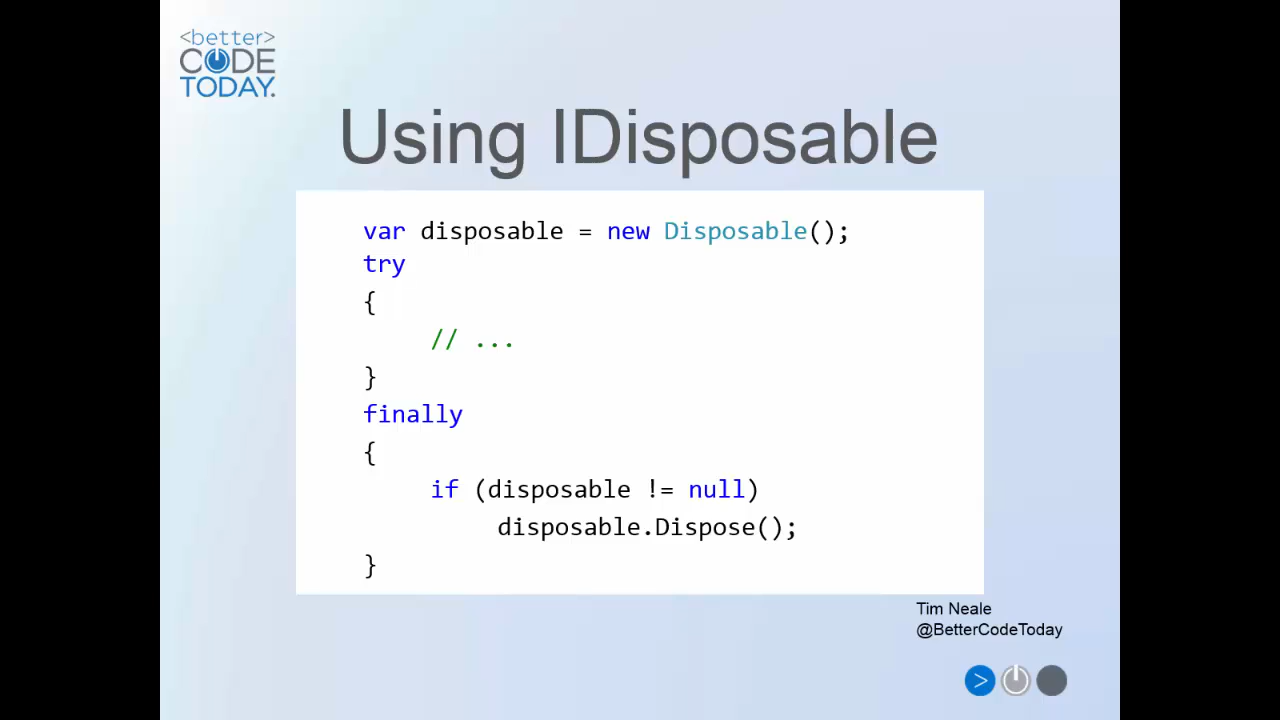 <better>
CODE
TODAY.
Using IDisposable
var disposable = new Disposable();
try
{
// ...
}
finally
{
if (disposable != null)
disposable.Dispose();
}
Tim Neale
@BetterCodeToday
>